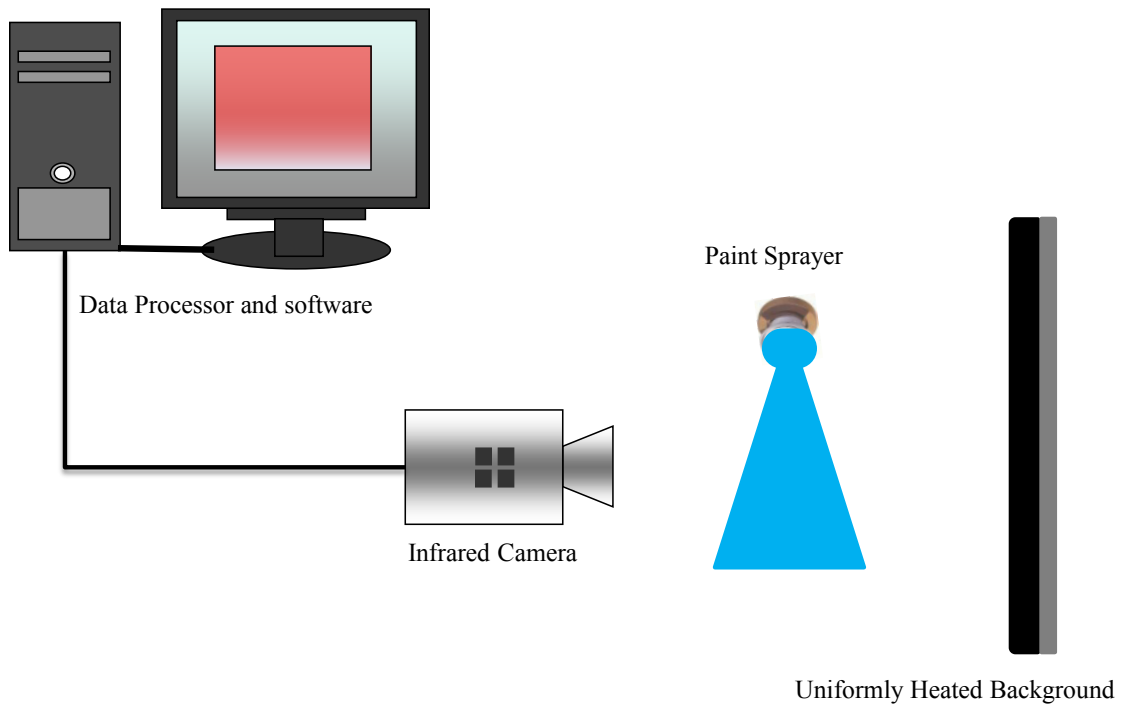 Paint Sprayer
Data Processor and software
Infrared Camera
Uniformly Heated Background